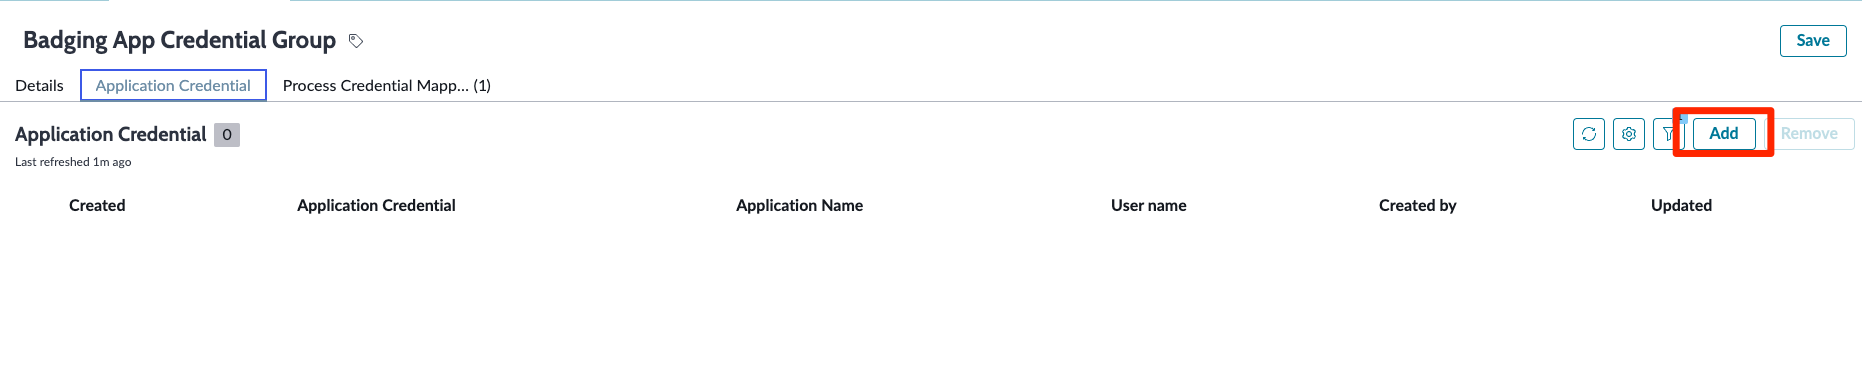 Badging App Credential Group
Save
Details Application Credential Process Credential Mapp... (1)
Application Credential 0
Add Remove
Last refreshed 1m ago
Created Application Credential Application Name User name Created by Updated